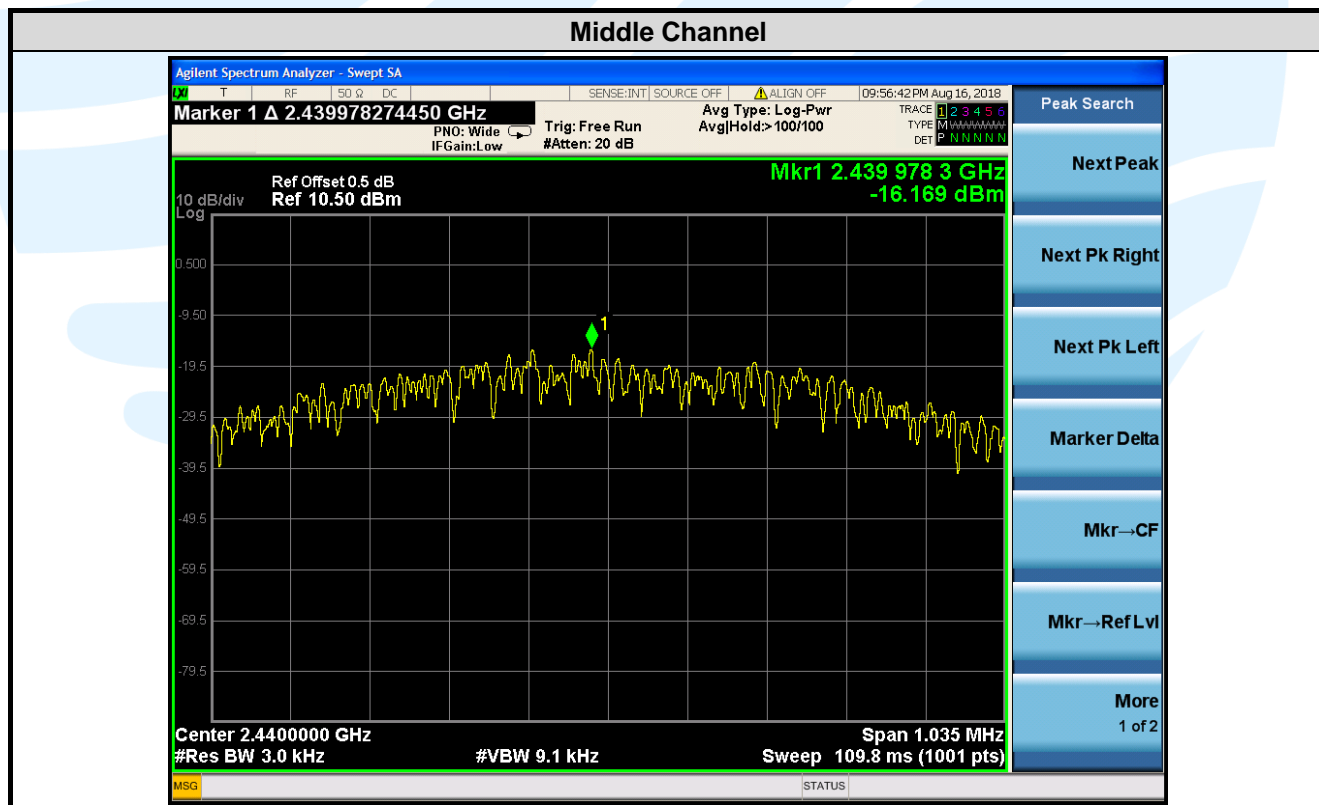 Middle Channel
Agilent Spectrum Analyzer - Swept SA
LXI T RF 50 Ω DC SENSE:INT SOURCE OFF ALIGN OFF 09:56:42 PM Aug 16, 2018
Marker 1 Δ 2.439978274450 GHz
PNO: Wide
IFGain:Low
Trig: Free Run
#Atten: 20 dB
Avg Type: Log-Pwr
Avg|Hold:>100/100
TRACE 1 2 3 4 5 6
TYPE M WWWWW
DET P N N N N N
Peak Search
Mkr1 2.439 978 3 GHz
-16.169 dBm
Ref Offset 0.5 dB
10 dB/div Ref 10.50 dBm
Log
0.500
-9.50
-19.5
-29.5
-39.5
-49.5
-59.5
-69.5
-79.5
1
Center 2.4400000 GHz
Span 1.035 MHz
#Res BW 3.0 kHz
#VBW 9.1 kHz
Sweep 109.8 ms (1001 pts)
Next Peak
Next Pk Right
Next Pk Left
Marker Delta
Mkr→CF
Mkr→Ref Lvl
More
1 of 2
MSG
STATUS